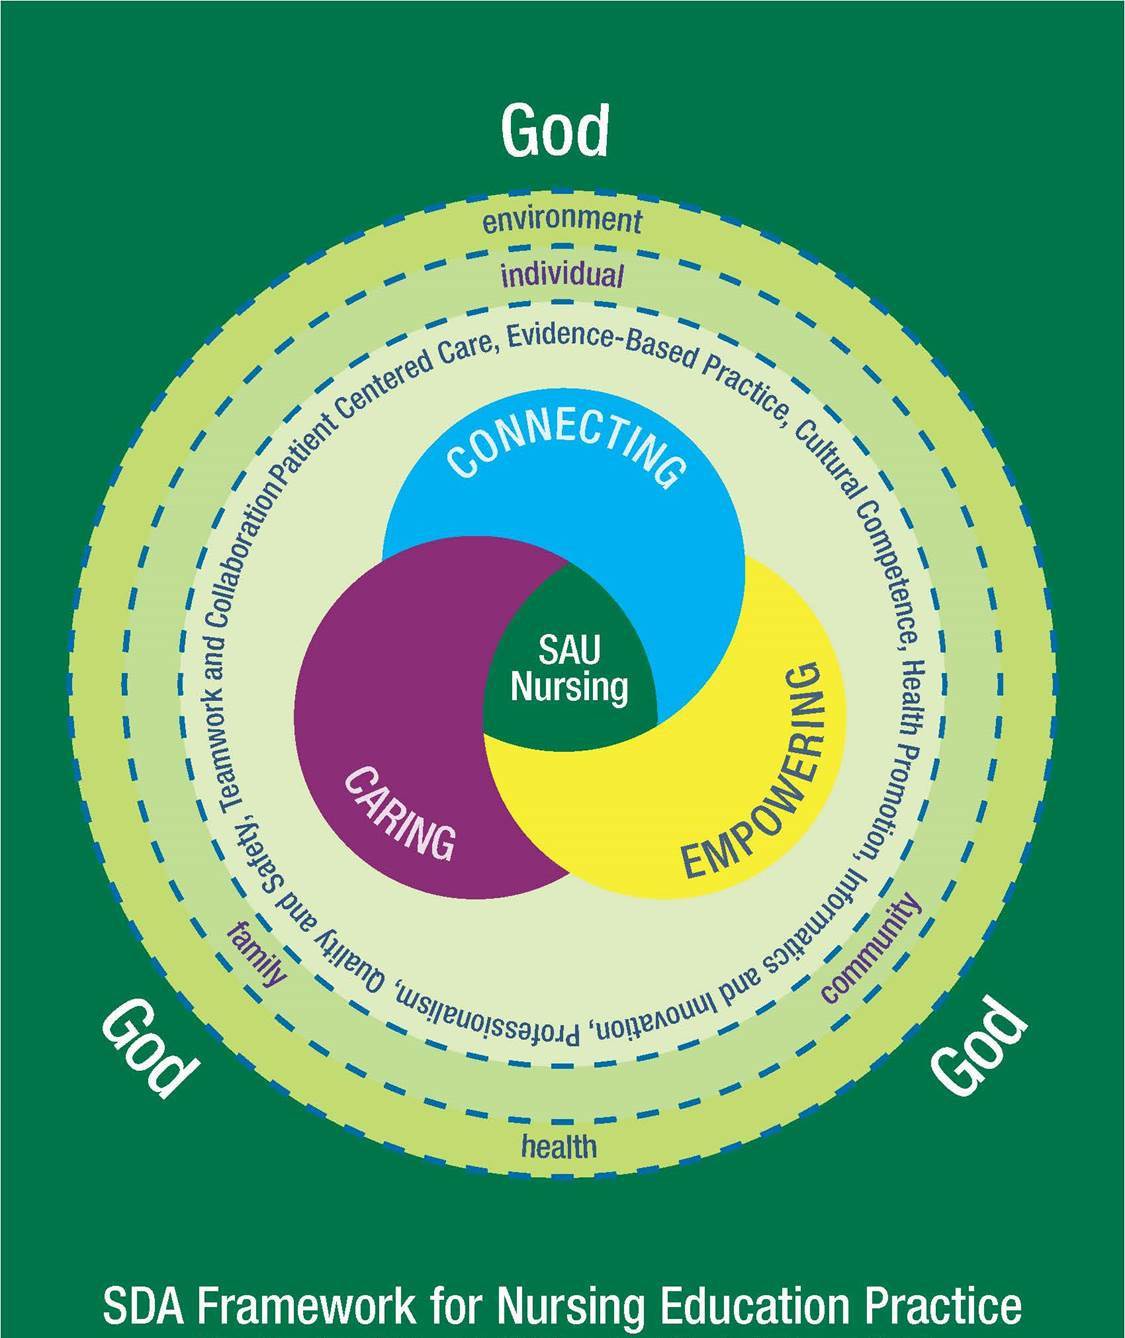 God
environment
individual
Patient Centered Care, Evidence-Based Practice, Cultural Competence, Health Promotion, Informatics and Innovation, Professionalism, Quality and Safety, Teamwork and Collaboration
CONNECTING
SAU
Nursing
CARING
EMPOWERING
family
community
God
God
health
SDA Framework for Nursing Education Practice